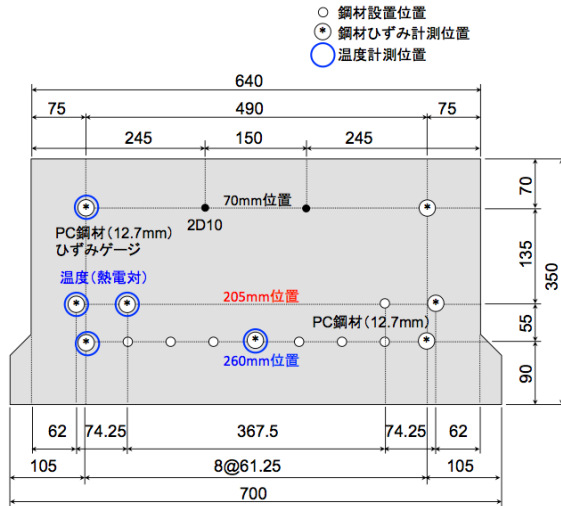 鋼材設置位置
* 鋼材ひずみ計測位置
温度計測位置
640
75 490 75
245 150 245
70mm位置
2D10
PC鋼材(12.7mm)
ひずみゲージ
温度(熱電対)
205mm位置
PC鋼材(12.7mm)
260mm位置
70
135
350
55
90
62 74.25 367.5 74.25 62
105 8@61.25 105
700